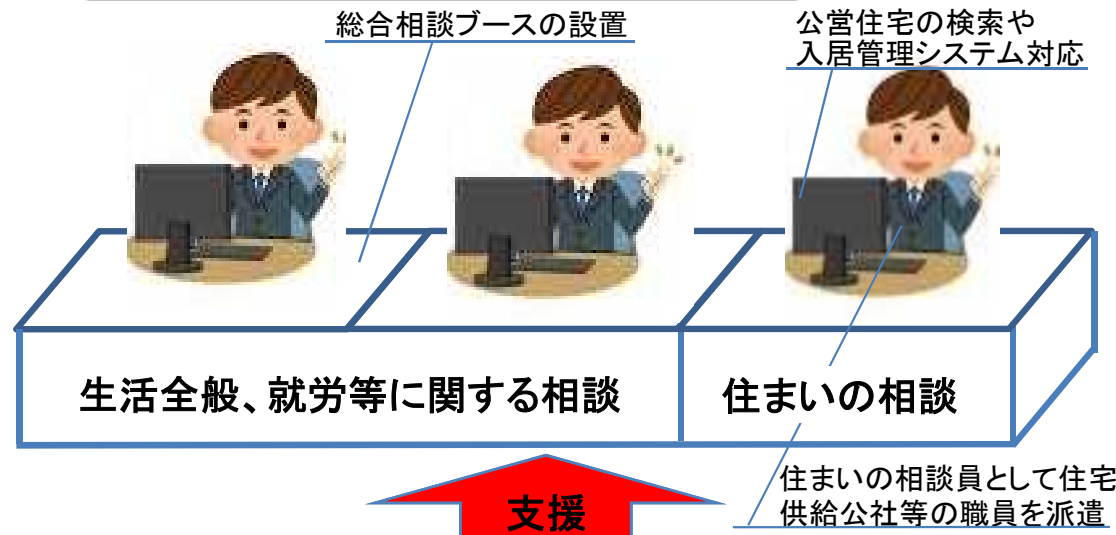 総合相談ブースの設置
公営住宅の検索や
入居管理システム対応
生活全般、就労等に関する相談
住まいの相談
住まいの相談員として住宅
供給公社等の職員を派遣
支援